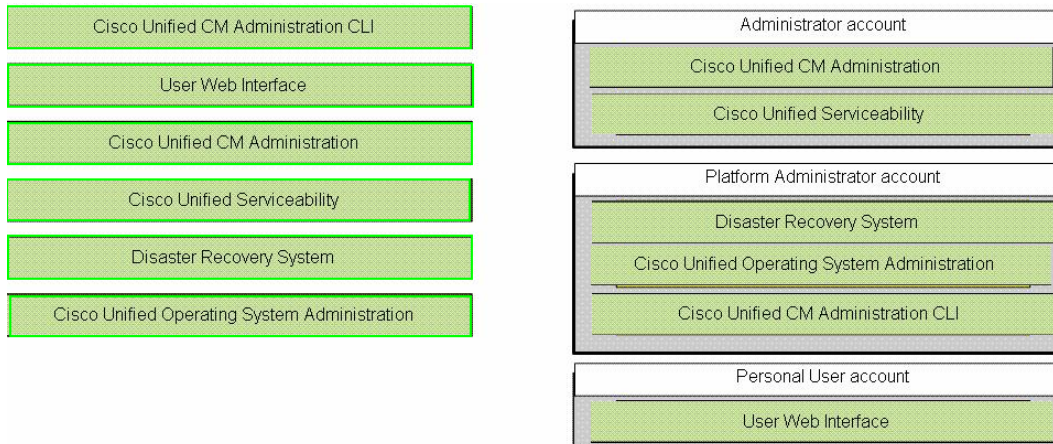 Cisco Unified CM Administration CLI
User Web Interface
Cisco Unified CM Administration
Cisco Unified Serviceability
Disaster Recovery System
Cisco Unified Operating System Administration
Administrator account
Cisco Unified CM Administration
Cisco Unified Serviceability
Platform Administrator account
Disaster Recovery System
Cisco Unified Operating System Administration
Cisco Unified CM Administration CLI
Personal User account
User Web Interface